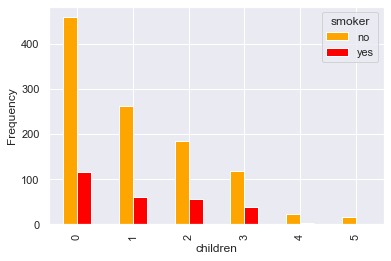 smoker
no
yes
Frequency
400
300
200
100
0
0 1 2 3 4 5
children